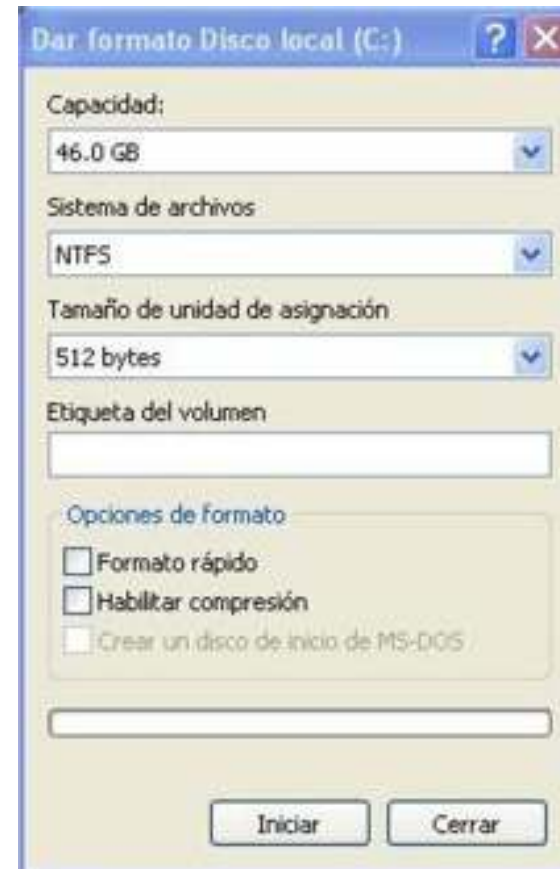 Dar formato Disco local (C:)
Capacidad:
46.0 GB
Sistema de archivos
NTFS
Tamaño de unidad de asignación
512 bytes
Etiqueta del volumen
Opciones de formato
Formato rápido
Habilitar compresión
Crear un disco de inicio de MS-DOS
Iniciar Cerrar